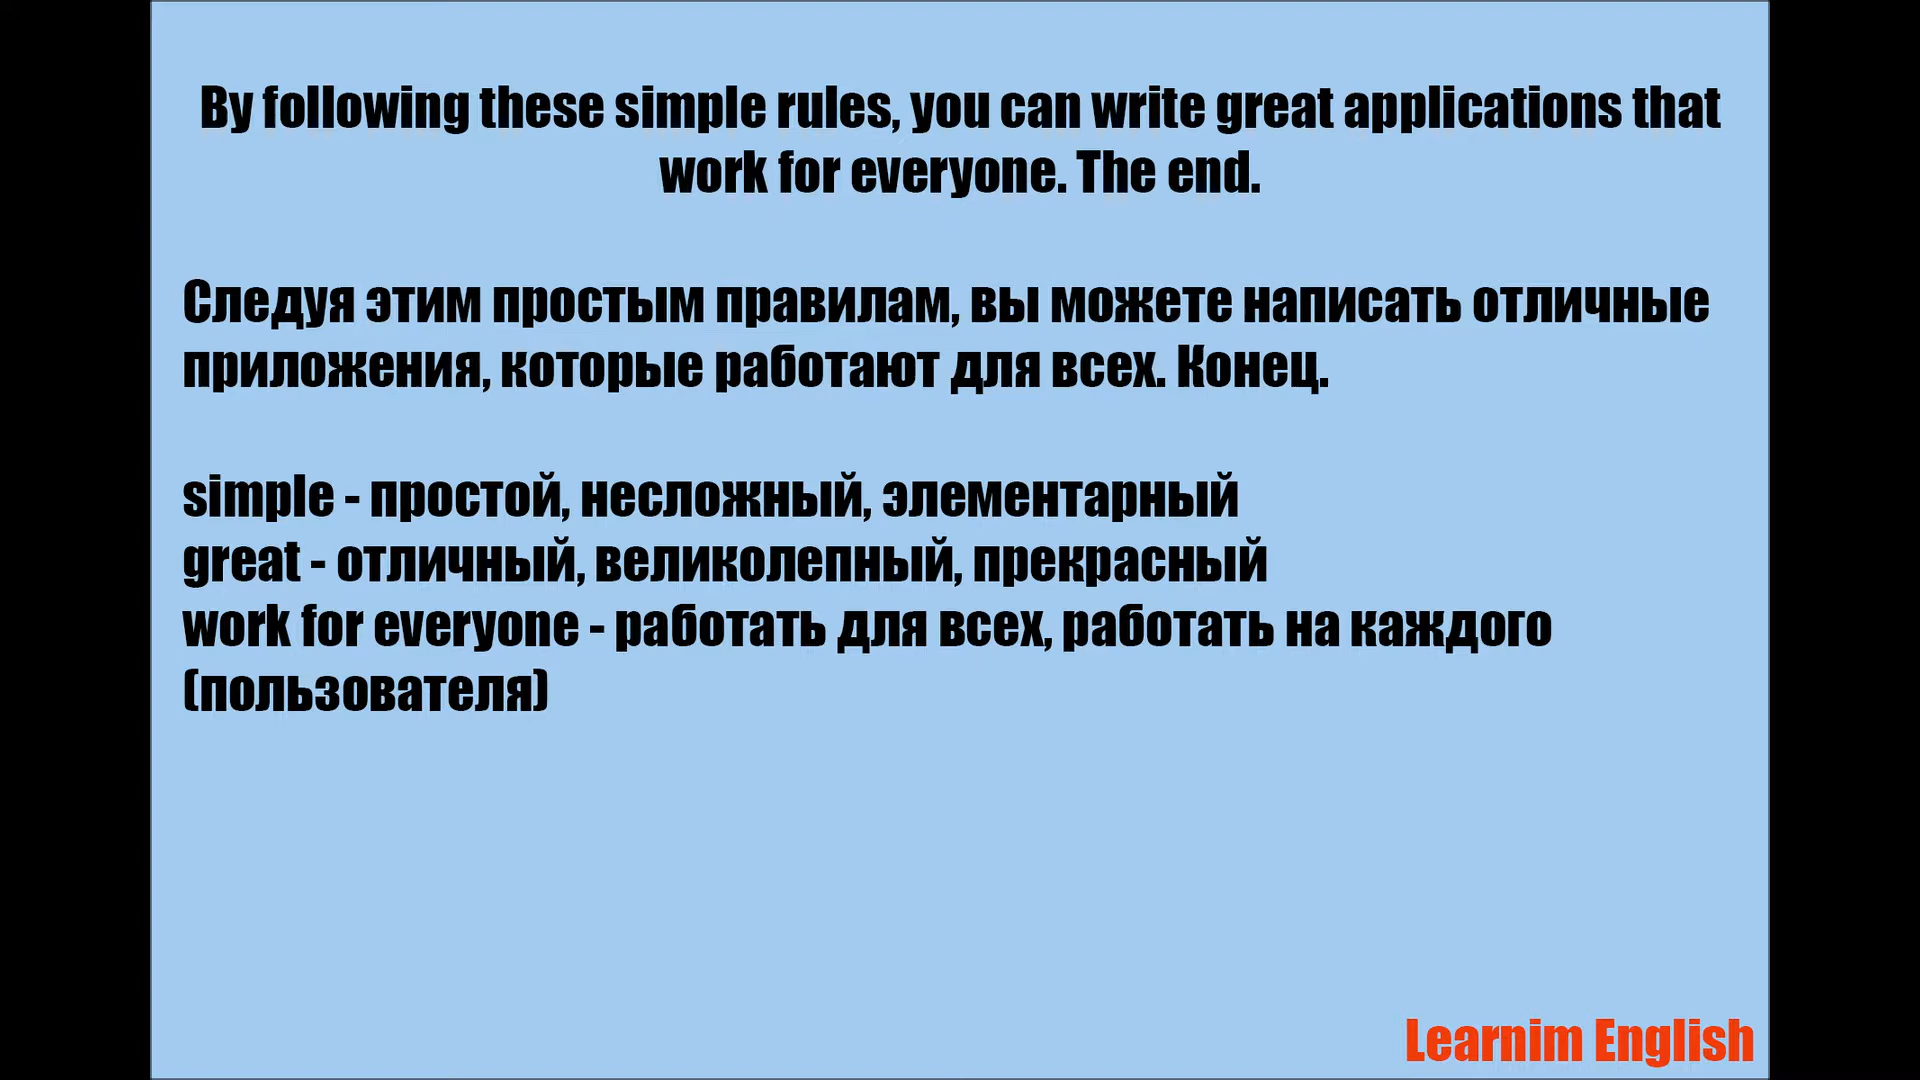 By following these simple rules, you can write great applications that
work for everyone. The end.
Следуя этим простым правилам, вы можете написать отличные
приложения, которые работают для всех. Конец.
simple - простой, несложный, элементарный
great - отличный, великолепный, прекрасный
work for everyone - работать для всех, работать на каждого
(пользователя)
Learnim English